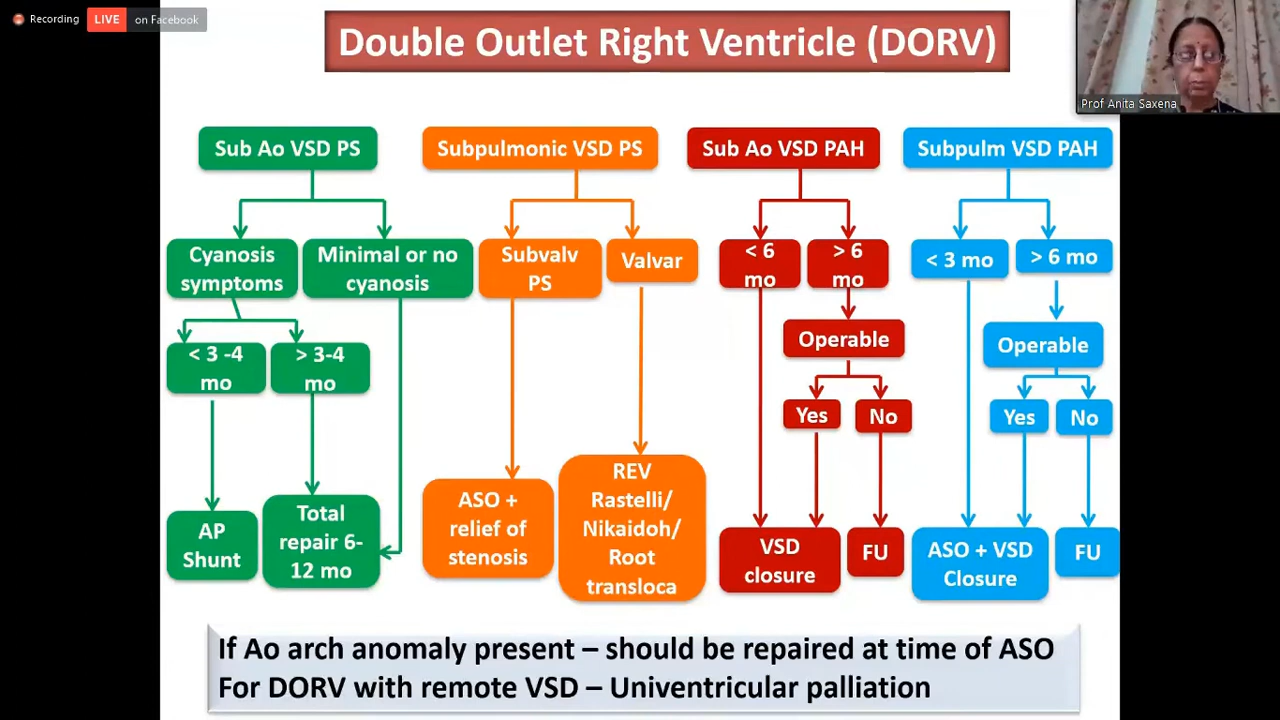 Recording
LIVE on Facebook
Double Outlet Right Ventricle (DORV)
Prof Anita Saxena
Sub Ao VSD PS
Subpulmonic VSD PS
Sub Ao VSD PAH
Subpulm VSD PAH
Cyanosis
symptoms
Minimal or no
cyanosis
Subvalv
PS
Valvar
< 6
mo
> 6
mo
< 3 mo
> 6 mo
< 3 -4
mo
> 3-4
mo
Operable
Operable
Yes
No
Yes
No
AP
Shunt
Total
repair 6-
12 mo
ASO +
relief of
stenosis
REV
Rastelli/
Nikaidoh/
Root
transloca
VSD
closure
FU
ASO + VSD
Closure
FU
If Ao arch anomaly present – should be repaired at time of ASO
For DORV with remote VSD – Univentricular palliation